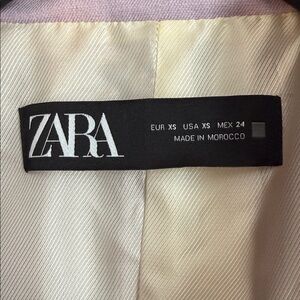 ZARA
EUR XS USA XS MEX 24
MADE IN MOROCCO